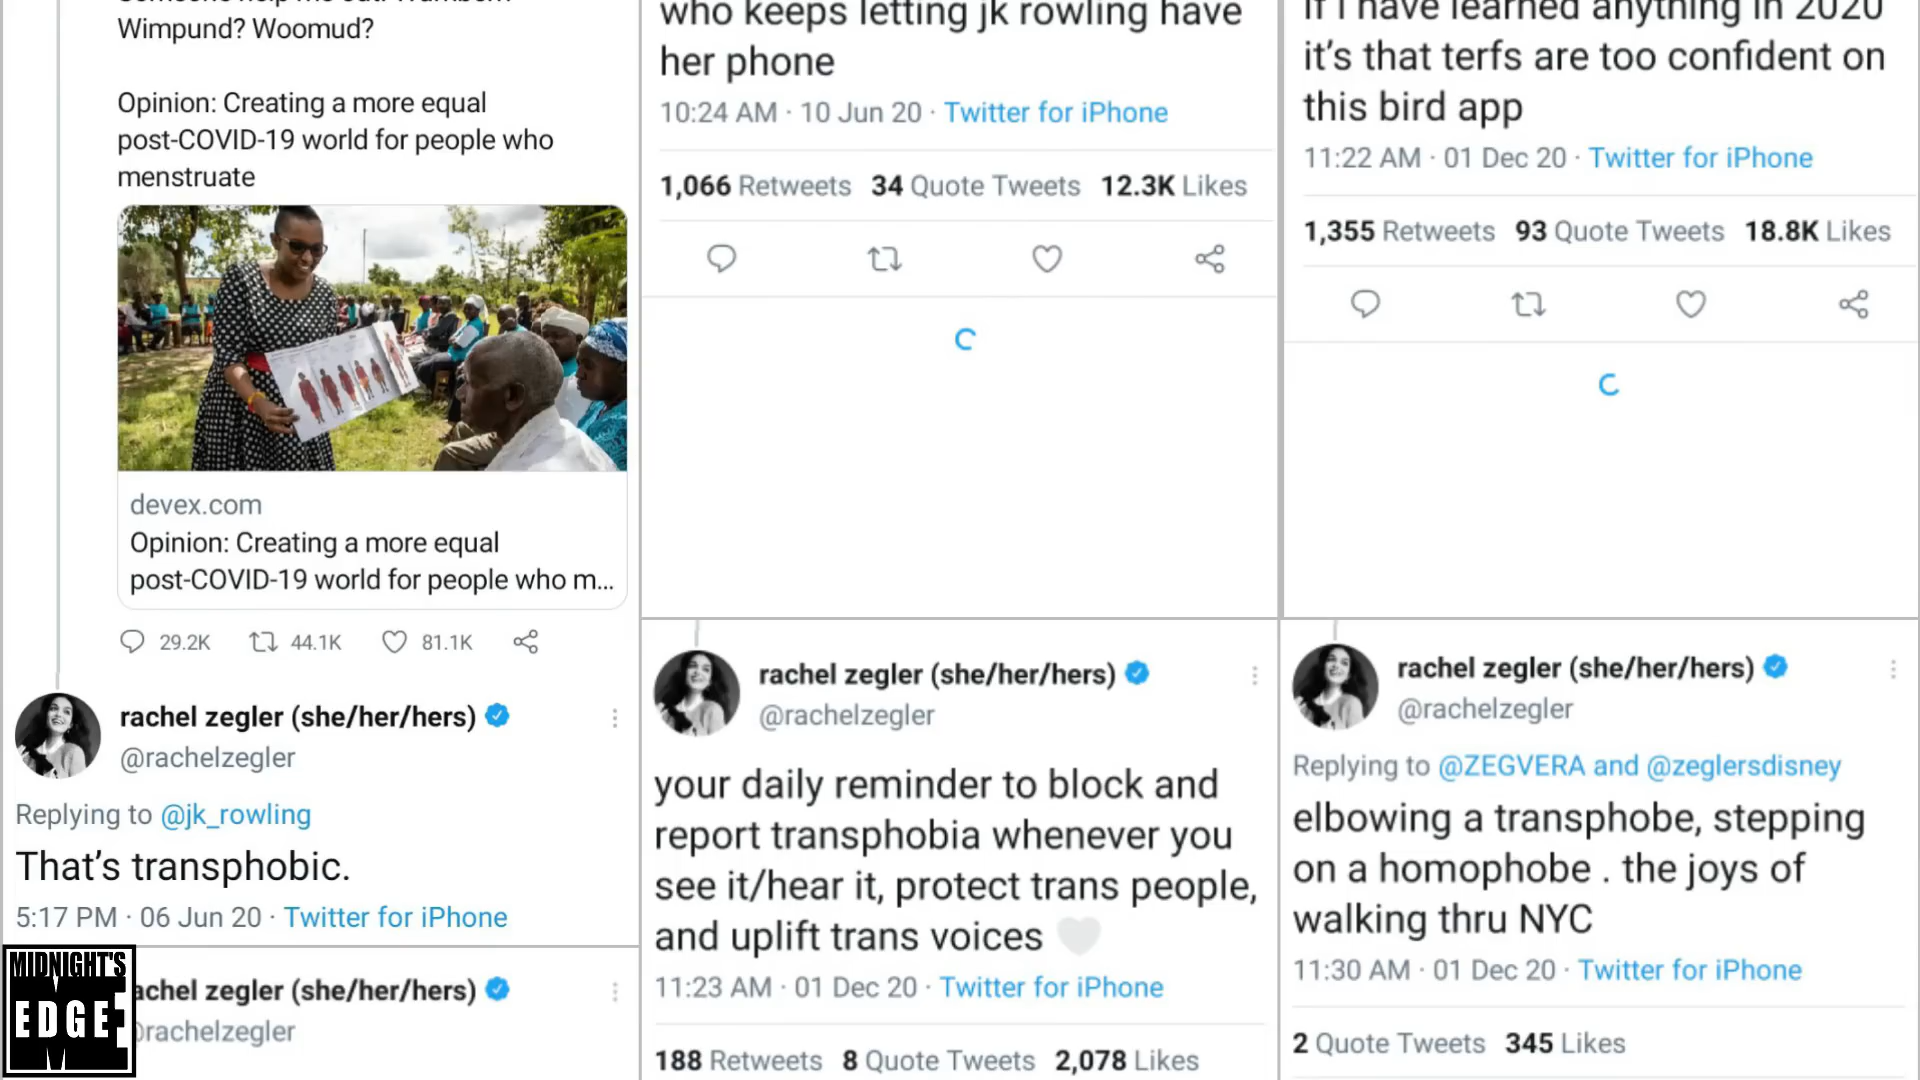 Wimpund? Woomud?
Opinion: Creating a more equal
post-COVID-19 world for people who
menstruate
devex.com
Opinion: Creating a more equal
post-COVID-19 world for people who m...
29.2K 44.1K 81.1K
rachel zegler (she/her/hers)
@rachelzegler
Replying to @jk_rowling
That's transphobic.
5:17 PM · 06 Jun 20 · Twitter for iPhone
MIDNIGHT'S
EDGE
achel zegler (she/her/hers)
rachelzegler
who keeps letting jk rowling have
her phone
10:24 AM · 10 Jun 20 · Twitter for iPhone
1,066 Retweets 34 Quote Tweets 12.3K Likes
rachel zegler (she/her/hers)
@rachelzegler
your daily reminder to block and
report transphobia whenever you
see it/hear it, protect trans people,
and uplift trans voices 🤍
11:23 AM · 01 Dec 20 · Twitter for iPhone
188 Retweets 8 Quote Tweets 2,078 Likes
if i have learned anything in 2020
it's that terfs are too confident on
this bird app
11:22 AM · 01 Dec 20 · Twitter for iPhone
1,355 Retweets 93 Quote Tweets 18.8K Likes
rachel zegler (she/her/hers)
@rachelzegler
Replying to @ZEGVERA and @zeglersdisney
elbowing a transphobe, stepping
on a homophobe . the joys of
walking thru NYC
11:30 AM · 01 Dec 20 · Twitter for iPhone
2 Quote Tweets 345 Likes